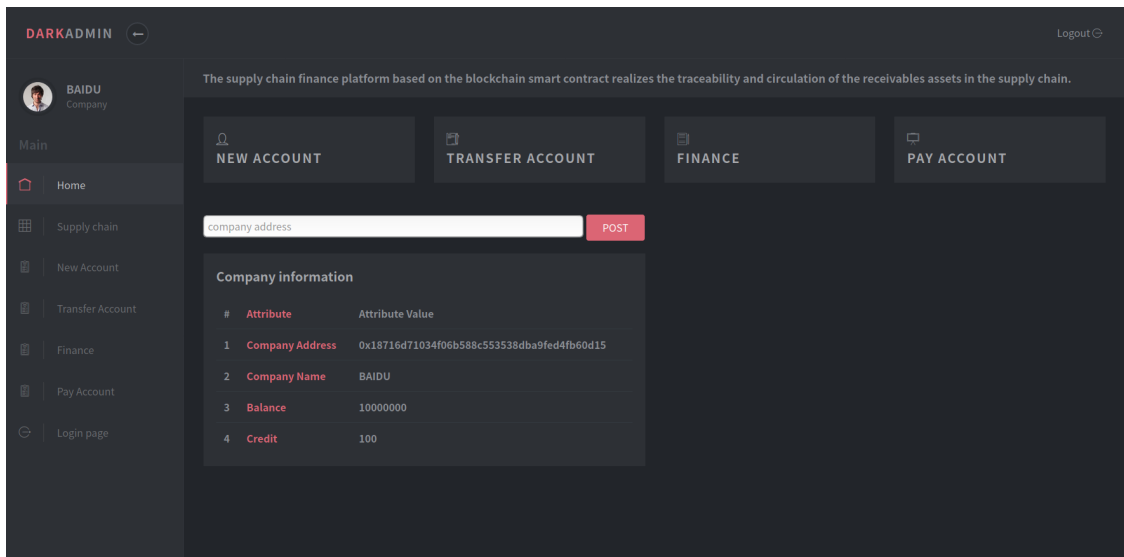 DARKADMIN
Logout
BAIDU
Company
Main
Home
Supply chain
New Account
Transfer Account
Finance
Pay Account
Login page
The supply chain finance platform based on the blockchain smart contract realizes the traceability and circulation of the receivables assets in the supply chain.
NEW ACCOUNT
TRANSFER ACCOUNT
FINANCE
PAY ACCOUNT
company address
POST
Company information
# Attribute Attribute Value
1 Company Address 0x18716d71034f06b588c553538dba9fed4fb60d15
2 Company Name BAIDU
3 Balance 10000000
4 Credit 100